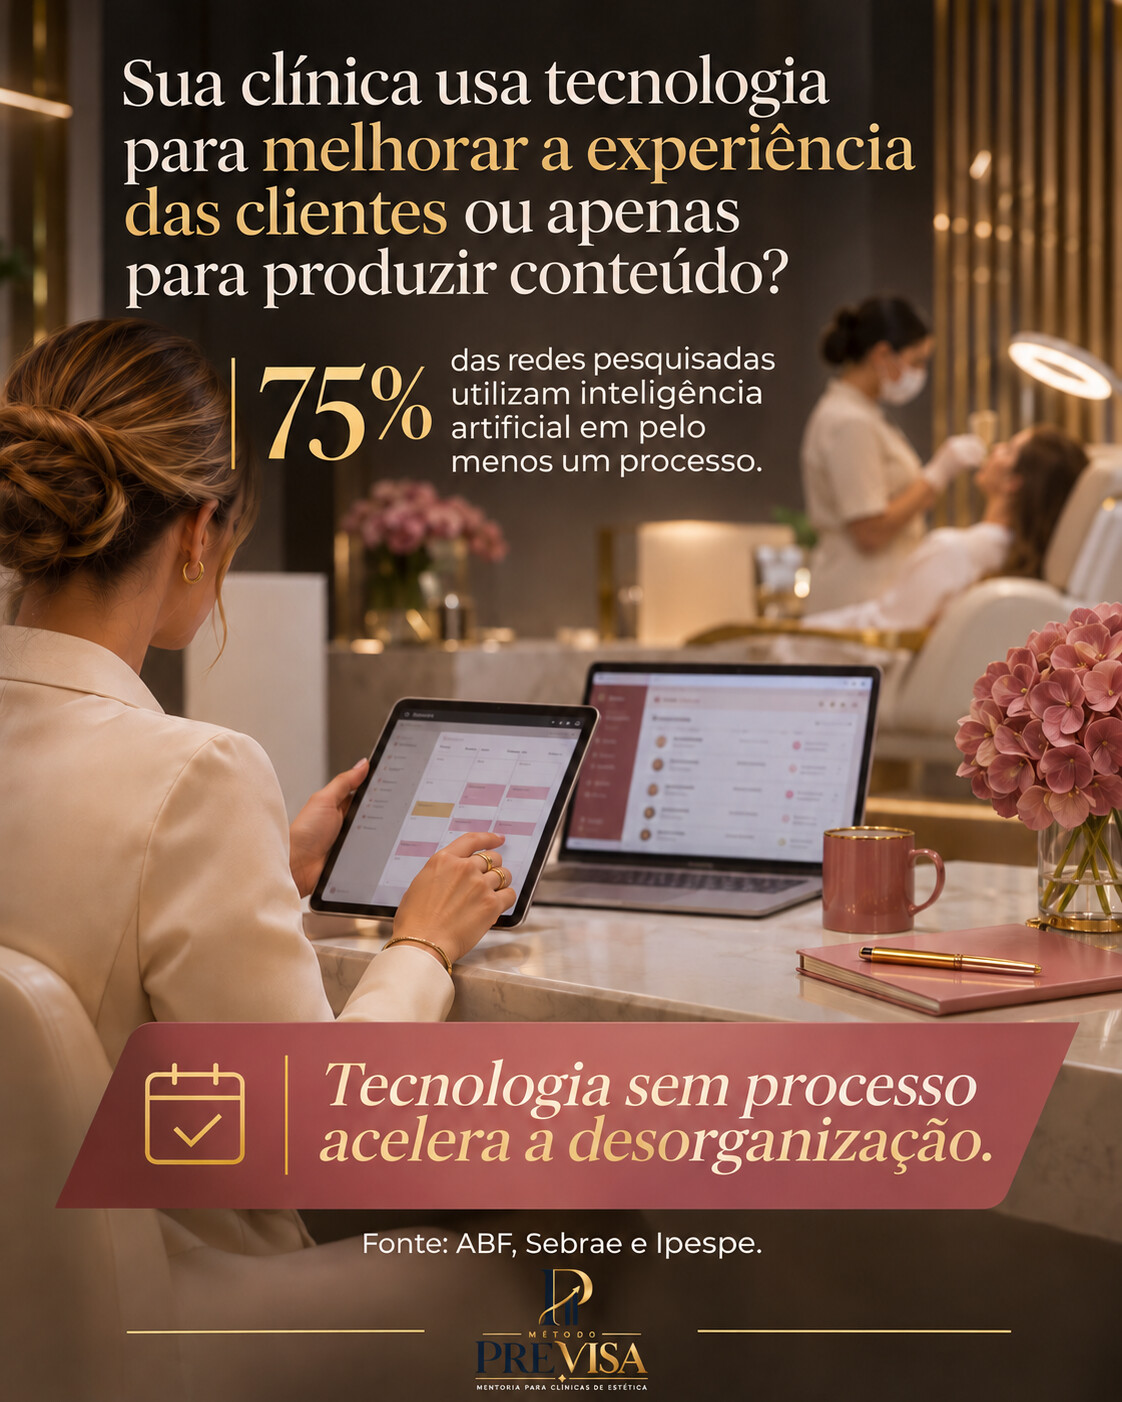 Sua clínica usa tecnologia
para melhorar a experiência
das clientes ou apenas
para produzir conteúdo?
75%
das redes pesquisadas
utilizam inteligência
artificial em pelo
menos um processo.
Tecnologia sem processo
acelera a desorganização.
Fonte: ABF, Sebrae e Ipespe.
MÉTODO
PREVISA
MENTORIA PARA CLÍNICAS DE ESTÉTICA